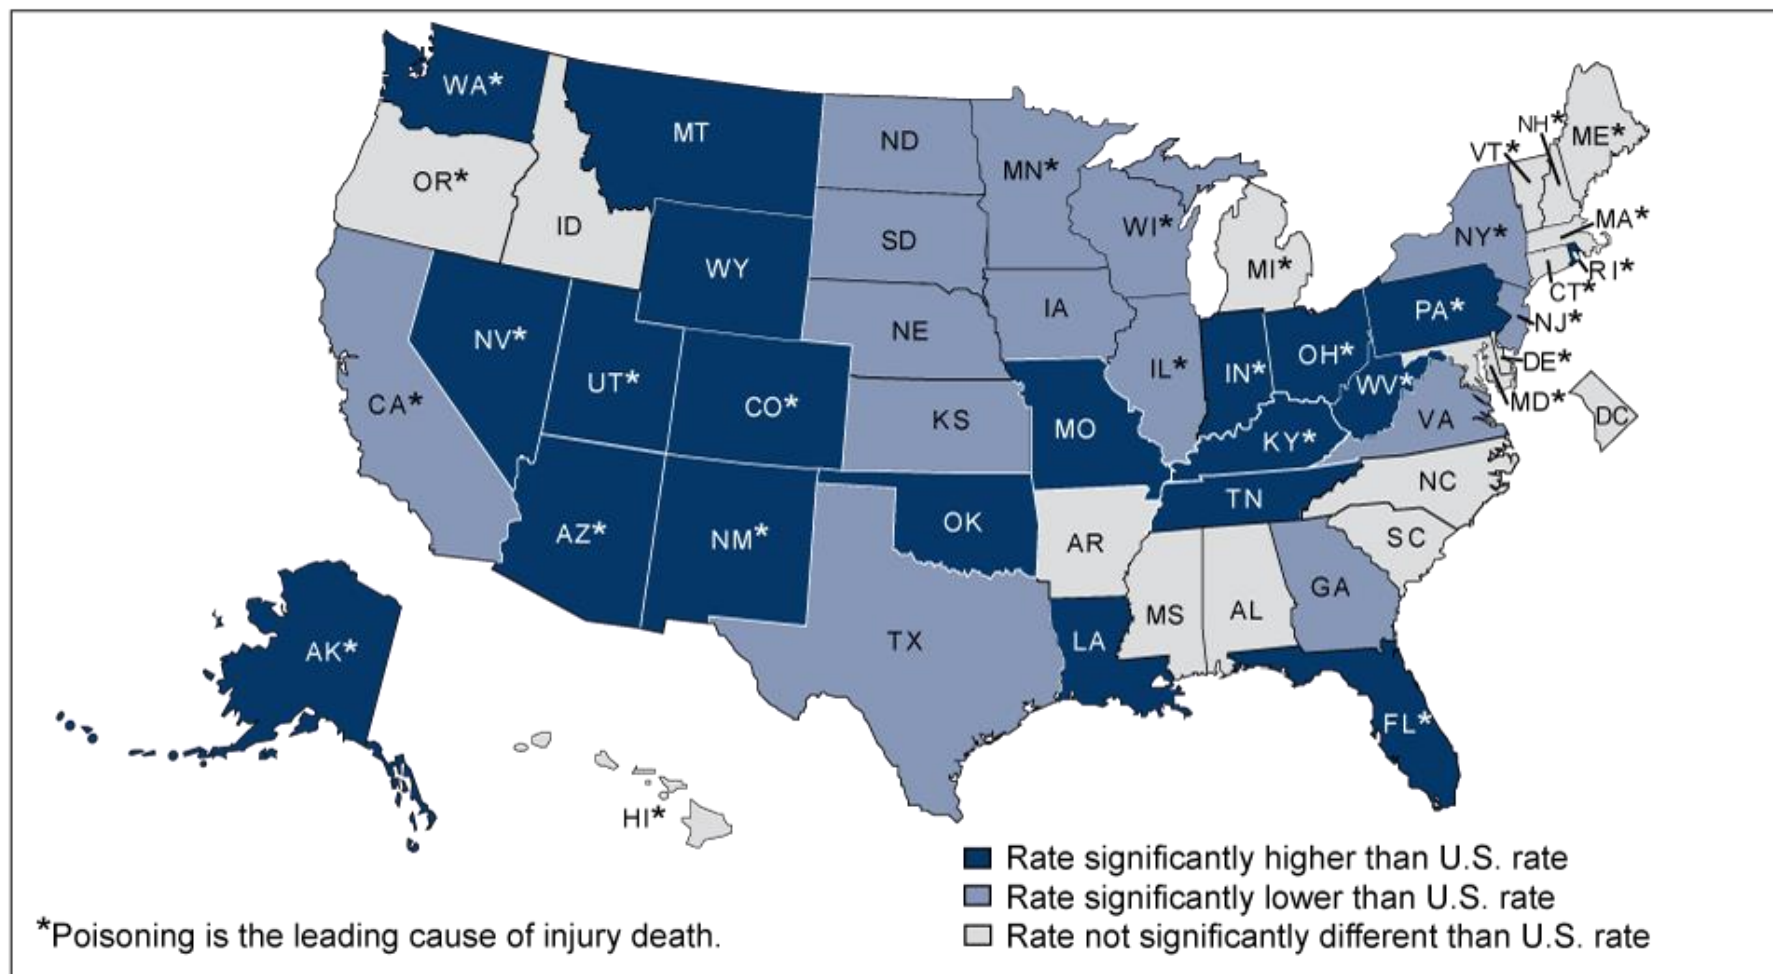 WA*
MT
ND
MN*
NH*
VT*
ME*
OR*
ID
SD
WI*
NY*
MA*
WY
MI*
RI*
CT*
NV*
NE
IA
PA*
NJ*
UT*
CO*
IL*
IN*
OH*
DE*
CA*
KS
MO
WV*
MD*
KY*
VA
DC
AZ*
NM*
OK
AR
TN
NC
SC
TX
MS
AL
GA
LA
AK*
FL*
HI*
Rate significantly higher than U.S. rate
Rate significantly lower than U.S. rate
Rate not significantly different than U.S. rate
*Poisoning is the leading cause of injury death.